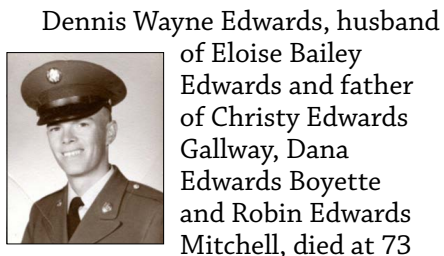 Dennis Wayne Edwards, husband
of Eloise Bailey
Edwards and father
of Christy Edwards
Gallway, Dana
Edwards Boyette
and Robin Edwards
Mitchell, died at 73